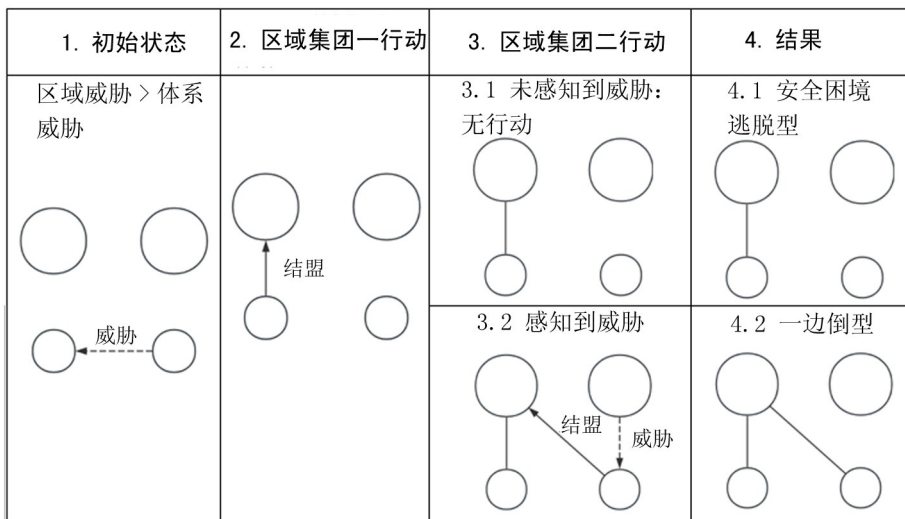 1. 初始状态
2. 区域集团一行动
3. 区域集团二行动
4. 结果
区域威胁 > 体系
威胁
威胁
结盟
3.1 未感知到威胁：
无行动
4.1 安全困境
逃脱型
3.2 感知到威胁
结盟
威胁
4.2 一边倒型